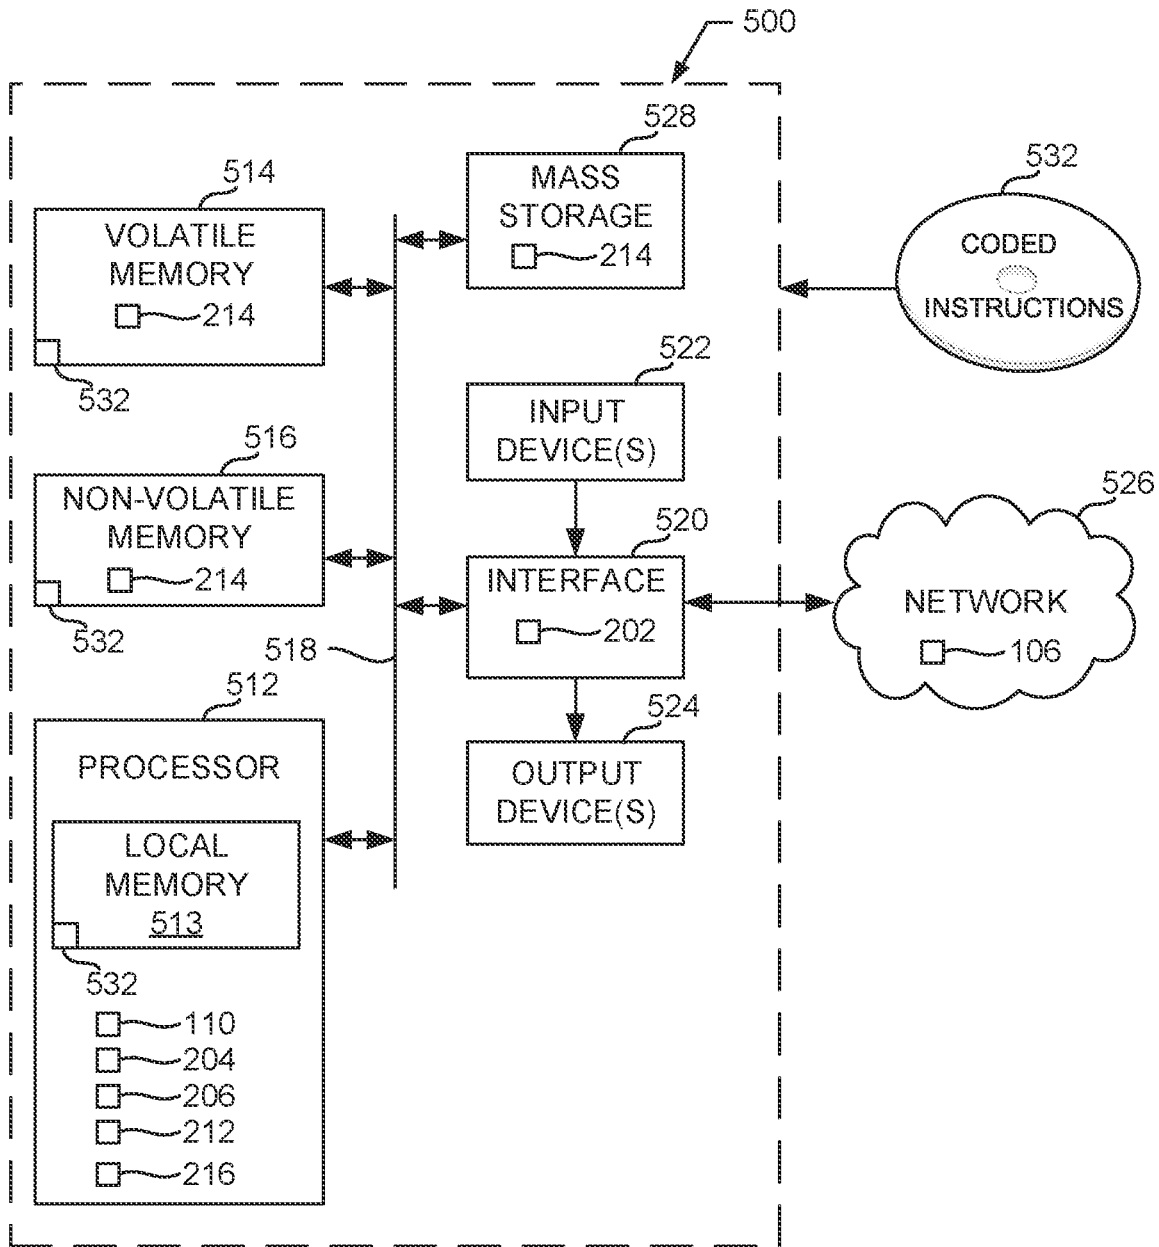 500
528
MASS
STORAGE
214
514
VOLATILE
MEMORY
214
532
532
CODED
INSTRUCTIONS
522
INPUT
DEVICE(S)
516
NON-VOLATILE
MEMORY
214
532
520
INTERFACE
202
518
526
NETWORK
106
512
PROCESSOR
LOCAL
MEMORY
513
532
110
204
206
212
216
524
OUTPUT
DEVICE(S)